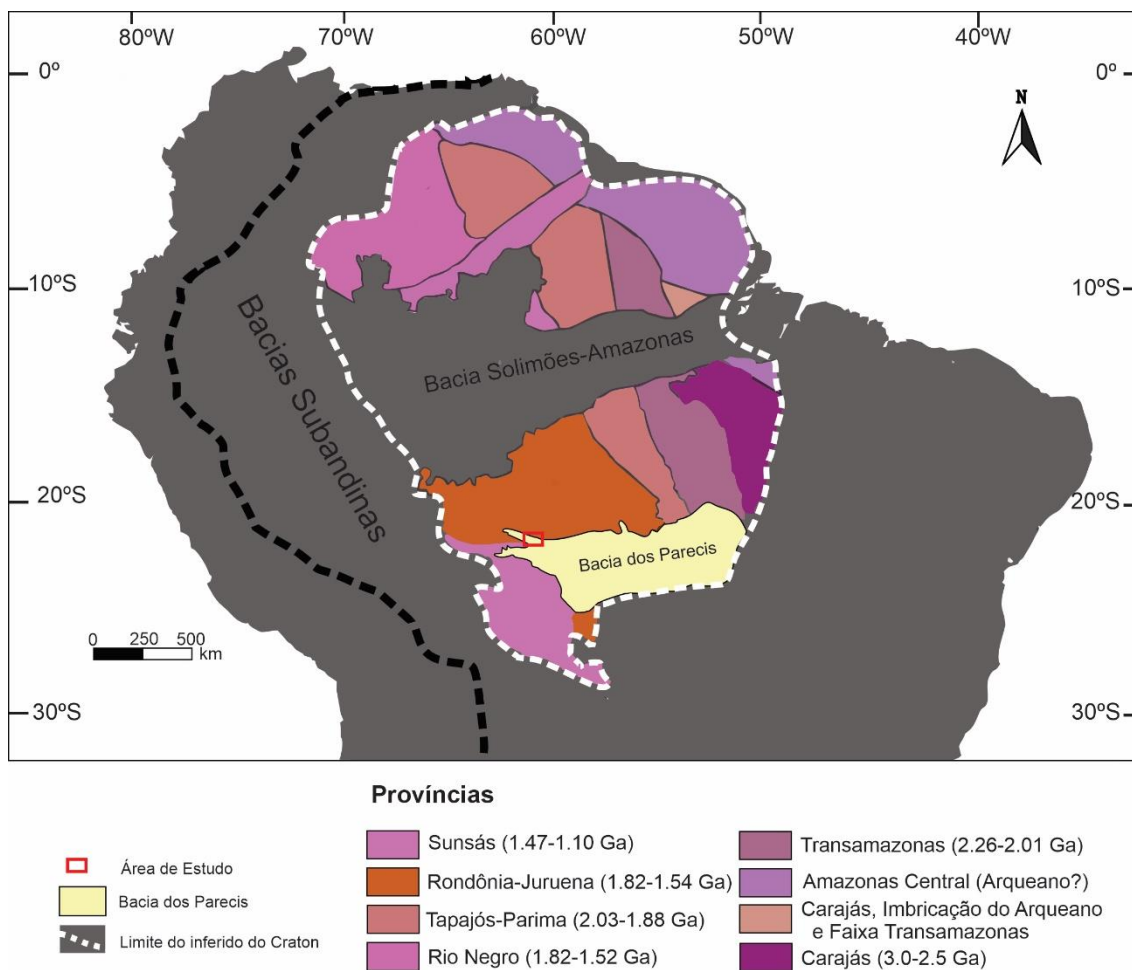 80ºW 70ºW 60ºW 50ºW 40ºW
0º 0º
N
10ºS 10ºS
Bacias Subandinas
Bacia Solimões-Amazonas
20ºS 20ºS
Bacia dos Parecis
0 250 500
km
30ºS 30ºS
Províncias
Área de Estudo
Bacia dos Parecis
Limite do inferido do Craton
Sunsás (1.47-1.10 Ga)
Rondônia-Juruena (1.82-1.54 Ga)
Tapajós-Parima (2.03-1.88 Ga)
Rio Negro (1.82-1.52 Ga)
Transamazonas (2.26-2.01 Ga)
Amazonas Central (Arqueano?)
Carajás, Imbricação do Arqueano
e Faixa Transamazonas
Carajás (3.0-2.5 Ga)